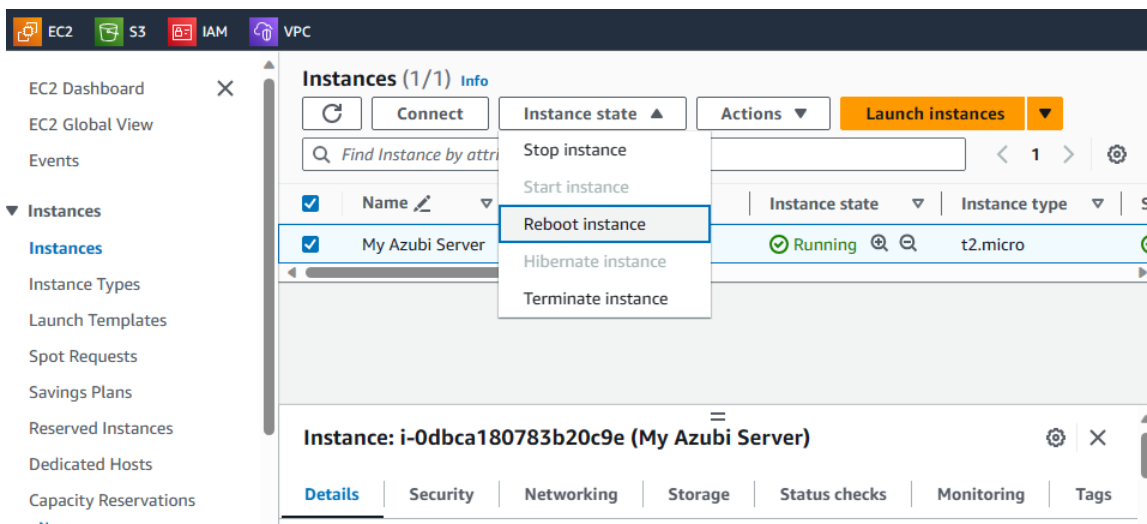 EC2 S3 IAM VPC
EC2 Dashboard
EC2 Global View
Events
Instances
Instances
Instance Types
Launch Templates
Spot Requests
Savings Plans
Reserved Instances
Dedicated Hosts
Capacity Reservations
Instances (1/1) Info
Connect Instance state Actions Launch instances
Find Instance by attri 1
Stop instance
Start instance
Reboot instance
Hibernate instance
Terminate instance
Name Instance state Instance type S
My Azubi Server Running t2.micro
Instance: i-0dbca180783b20c9e (My Azubi Server)
Details Security Networking Storage Status checks Monitoring Tags